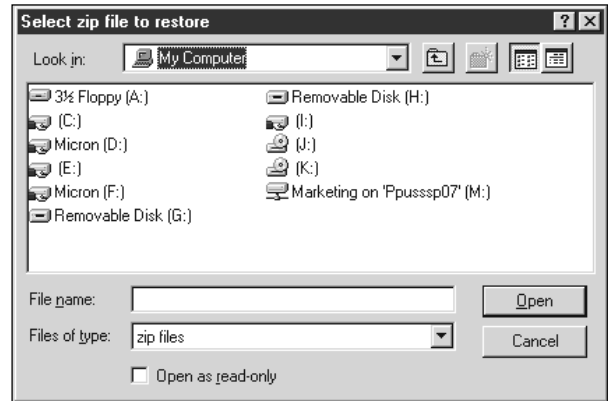 Select zip file to restore
Look in: My Computer
3½ Floppy (A:)
(C:)
Micron (D:)
(E:)
Micron (F:)
Removable Disk (G:)
Removable Disk (H:)
(I:)
(J:)
(K:)
Marketing on 'Ppusssp07' (M:)
File name:
Open
Files of type: zip files
Cancel
Open as read-only